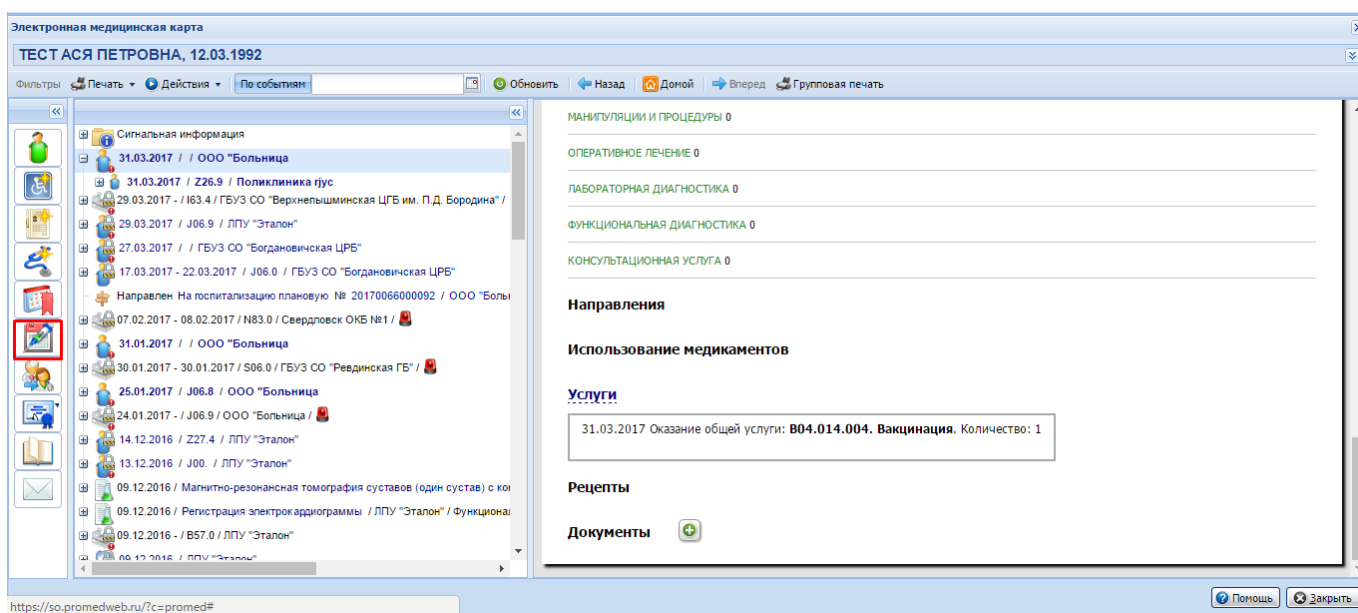 Электронная медицинская карта
ТЕСТ АСЯ ПЕТРОВНА, 12.03.1992
Фильтры Печать Действия По событиям Обновить Назад Домой Вперед Групповая печать
Сигнальная информация
31.03.2017 / / ООО "Больница
31.03.2017 / Z26.9 / Поликлиника rjyc
29.03.2017 - / I63.4 / ГБУЗ СО "Верхнепышминская ЦГБ им. П.Д. Бородина" /
29.03.2017 / J06.9 / ЛПУ "Эталон"
27.03.2017 / / ГБУЗ СО "Богдановичская ЦРБ"
17.03.2017 - 22.03.2017 / J06.0 / ГБУЗ СО "Богдановичская ЦРБ"
Направлен На госпитализацию плановую № 20170066000092 / ООО "Боль
07.02.2017 - 08.02.2017 / N83.0 / Свердловск ОКБ №1 /
31.01.2017 / / ООО "Больница
30.01.2017 - 30.01.2017 / S06.0 / ГБУЗ СО "Ревдинская ГБ" /
25.01.2017 / J06.8 / ООО "Больница
24.01.2017 - / J06.9 / ООО "Больница /
14.12.2016 / Z27.4 / ЛПУ "Эталон"
13.12.2016 / J00. / ЛПУ "Эталон"
09.12.2016 / Магнитно-резонансная томография суставов (один сустав) с ко
09.12.2016 / Регистрация электрокардиограммы / ЛПУ "Эталон" / Функциона
09.12.2016 - / B57.0 / ЛПУ "Эталон"
09.12.2016 / ЛПУ "Эталон"
МАНИПУЛЯЦИИ И ПРОЦЕДУРЫ 0
ОПЕРАТИВНОЕ ЛЕЧЕНИЕ 0
ЛАБОРАТОРНАЯ ДИАГНОСТИКА 0
ФУНКЦИОНАЛЬНАЯ ДИАГНОСТИКА 0
КОНСУЛЬТАЦИОННАЯ УСЛУГА 0
Направления
Использование медикаментов
Услуги
31.03.2017 Оказание общей услуги: B04.014.004. Вакцинация. Количество: 1
Рецепты
Документы
Помощь Закрыть
https://so.promedweb.ru/?c=promed#